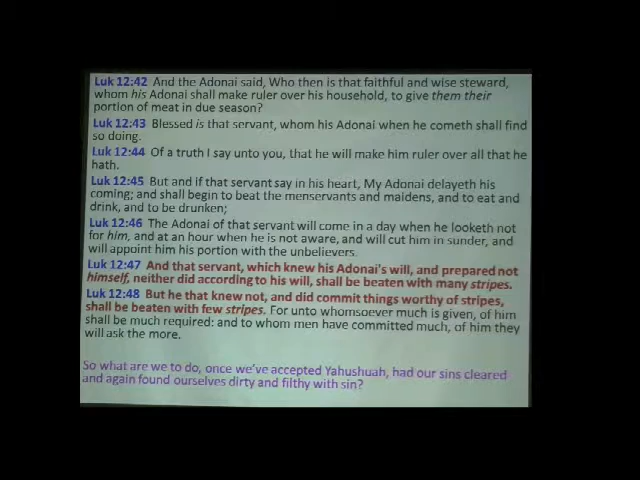 Luk 12:42 And the Adonai said, Who then is that faithful and wise steward,
whom his Adonai shall make ruler over his household, to give them their
portion of meat in due season?
Luk 12:43 Blessed is that servant, whom his Adonai when he cometh shall find
so doing.
Luk 12:44 Of a truth I say unto you, that he will make him ruler over all that he
hath.
Luk 12:45 But and if that servant say in his heart, My Adonai delayeth his
coming; and shall begin to beat the menservants and maidens, and to eat and
drink, and to be drunken;
Luk 12:46 The Adonai of that servant will come in a day when he looketh not
for him, and at an hour when he is not aware, and will cut him in sunder, and
will appoint him his portion with the unbelievers.
Luk 12:47 And that servant, which knew his Adonai's will, and prepared not
himself, neither did according to his will, shall be beaten with many stripes.
Luk 12:48 But he that knew not, and did commit things worthy of stripes,
shall be beaten with few stripes. For unto whomsoever much is given, of him
shall be much required: and to whom men have committed much, of him they
will ask the more.
So what are we to do, once we've accepted Yahushuah, had our sins cleared
and again found ourselves dirty and filthy with sin?